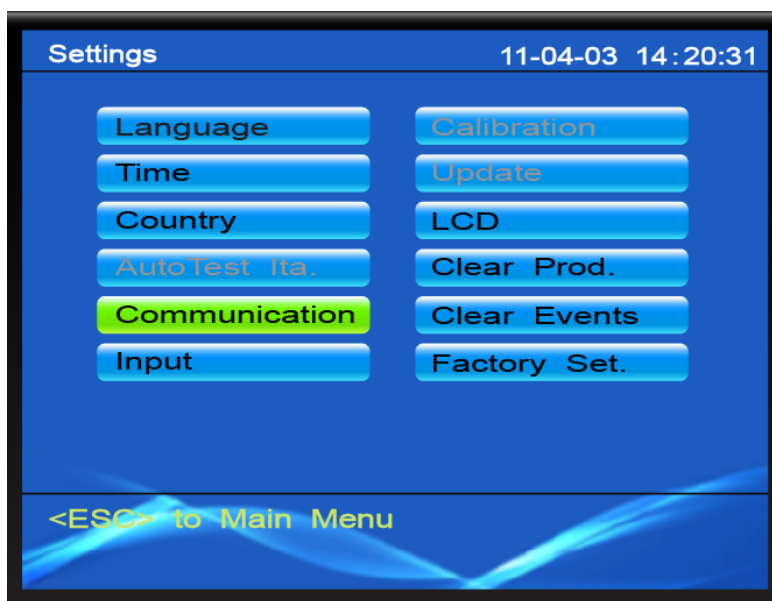 Settings 11-04-03 14:20:31
Language
Time
Country
AutoTest Ita.
Communication
Input
Calibration
Update
LCD
Clear Prod.
Clear Events
Factory Set.
<ESC> to Main Menu